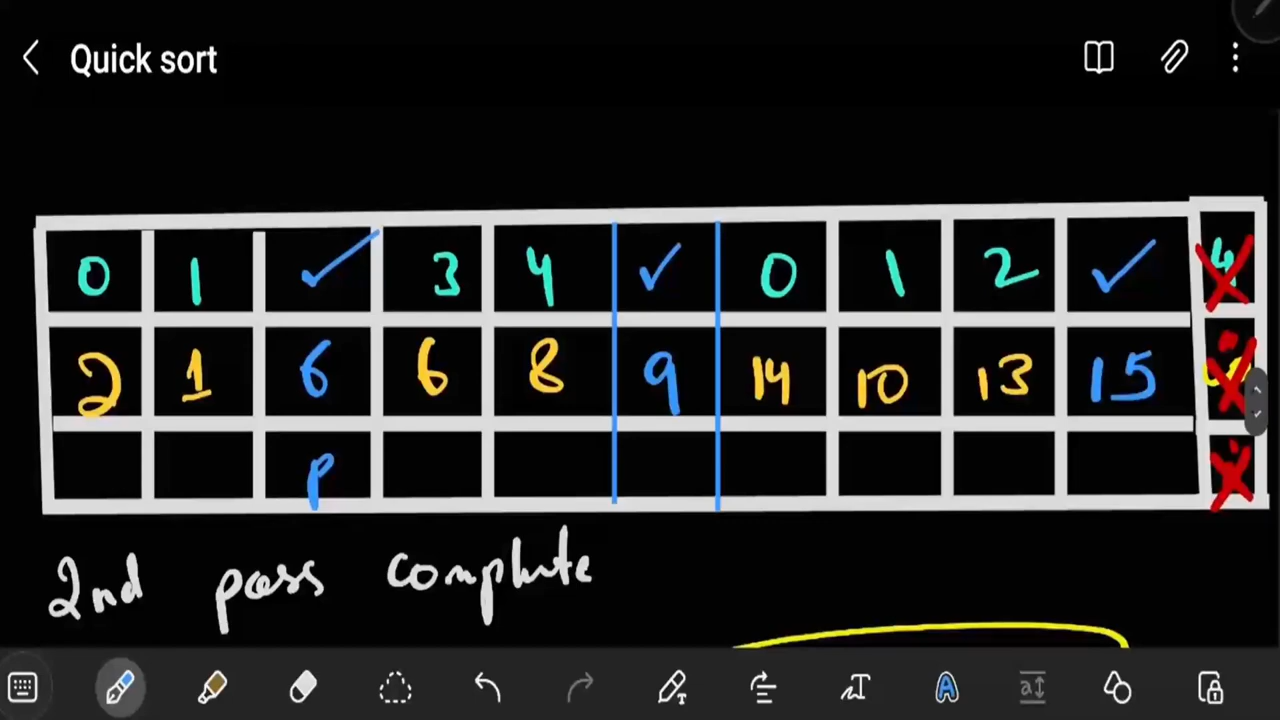 Quick sort
0 1 ✓ 3 4 ✓ 0 1 2 ✓ 4
2 1 6 6 8 9 14 10 13 15
P
2nd pass complete